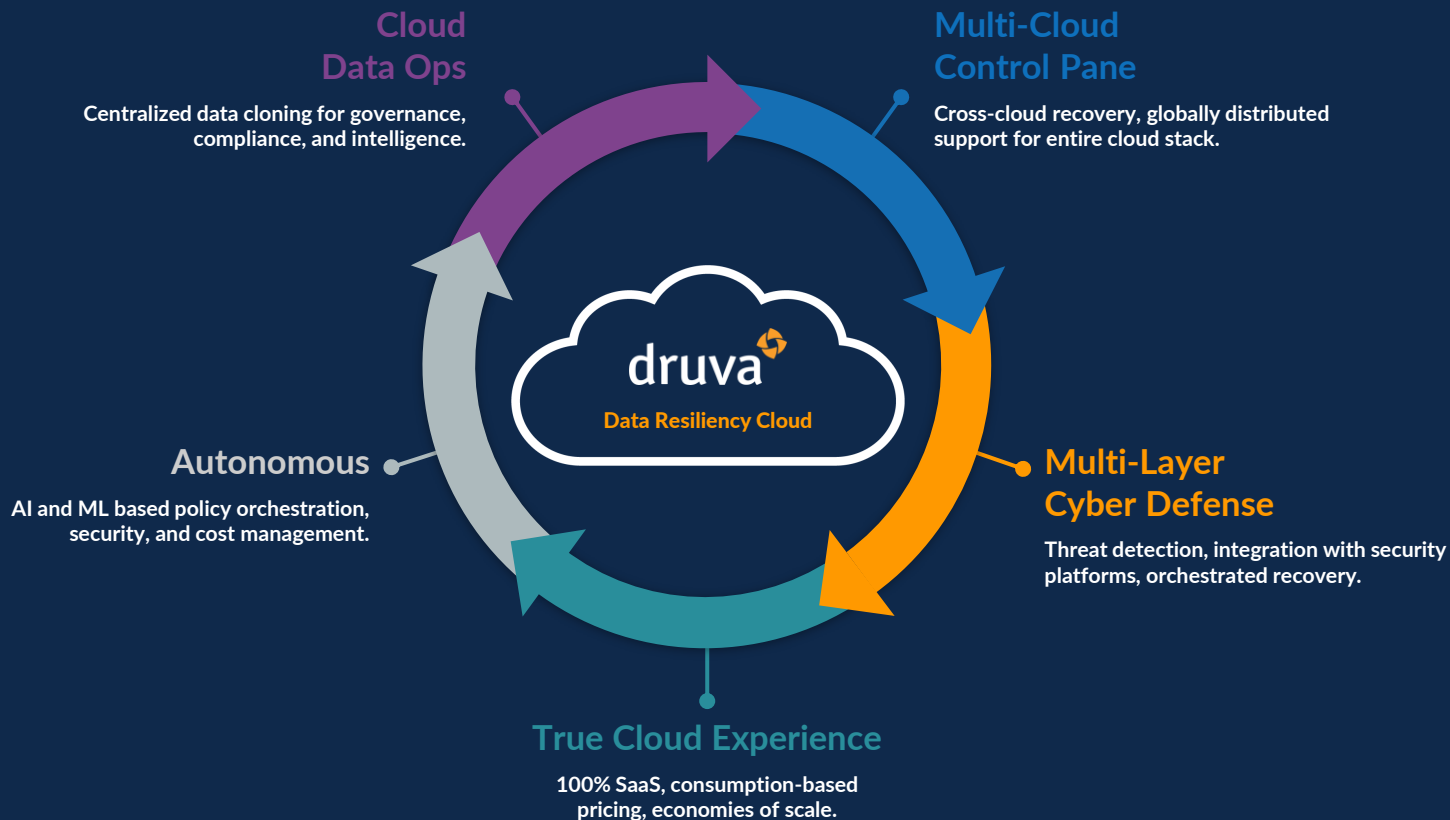 Cloud
Data Ops
Centralized data cloning for governance,
compliance, and intelligence.
Multi-Cloud
Control Pane
Cross-cloud recovery, globally distributed
support for entire cloud stack.
druva
Data Resiliency Cloud
Autonomous
AI and ML based policy orchestration,
security, and cost management.
Multi-Layer
Cyber Defense
Threat detection, integration with security
platforms, orchestrated recovery.
True Cloud Experience
100% SaaS, consumption-based
pricing, economies of scale.